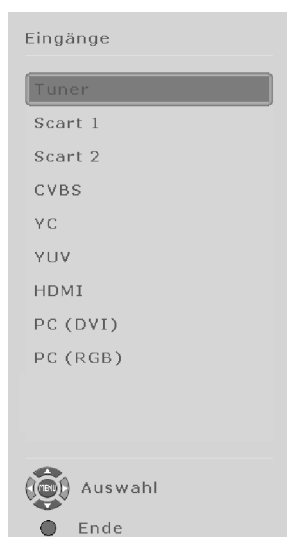 Eingänge
Tuner
Scart 1
Scart 2
CVBS
YC
YUV
HDMI
PC (DVI)
PC (RGB)
MENU Auswahl
Ende